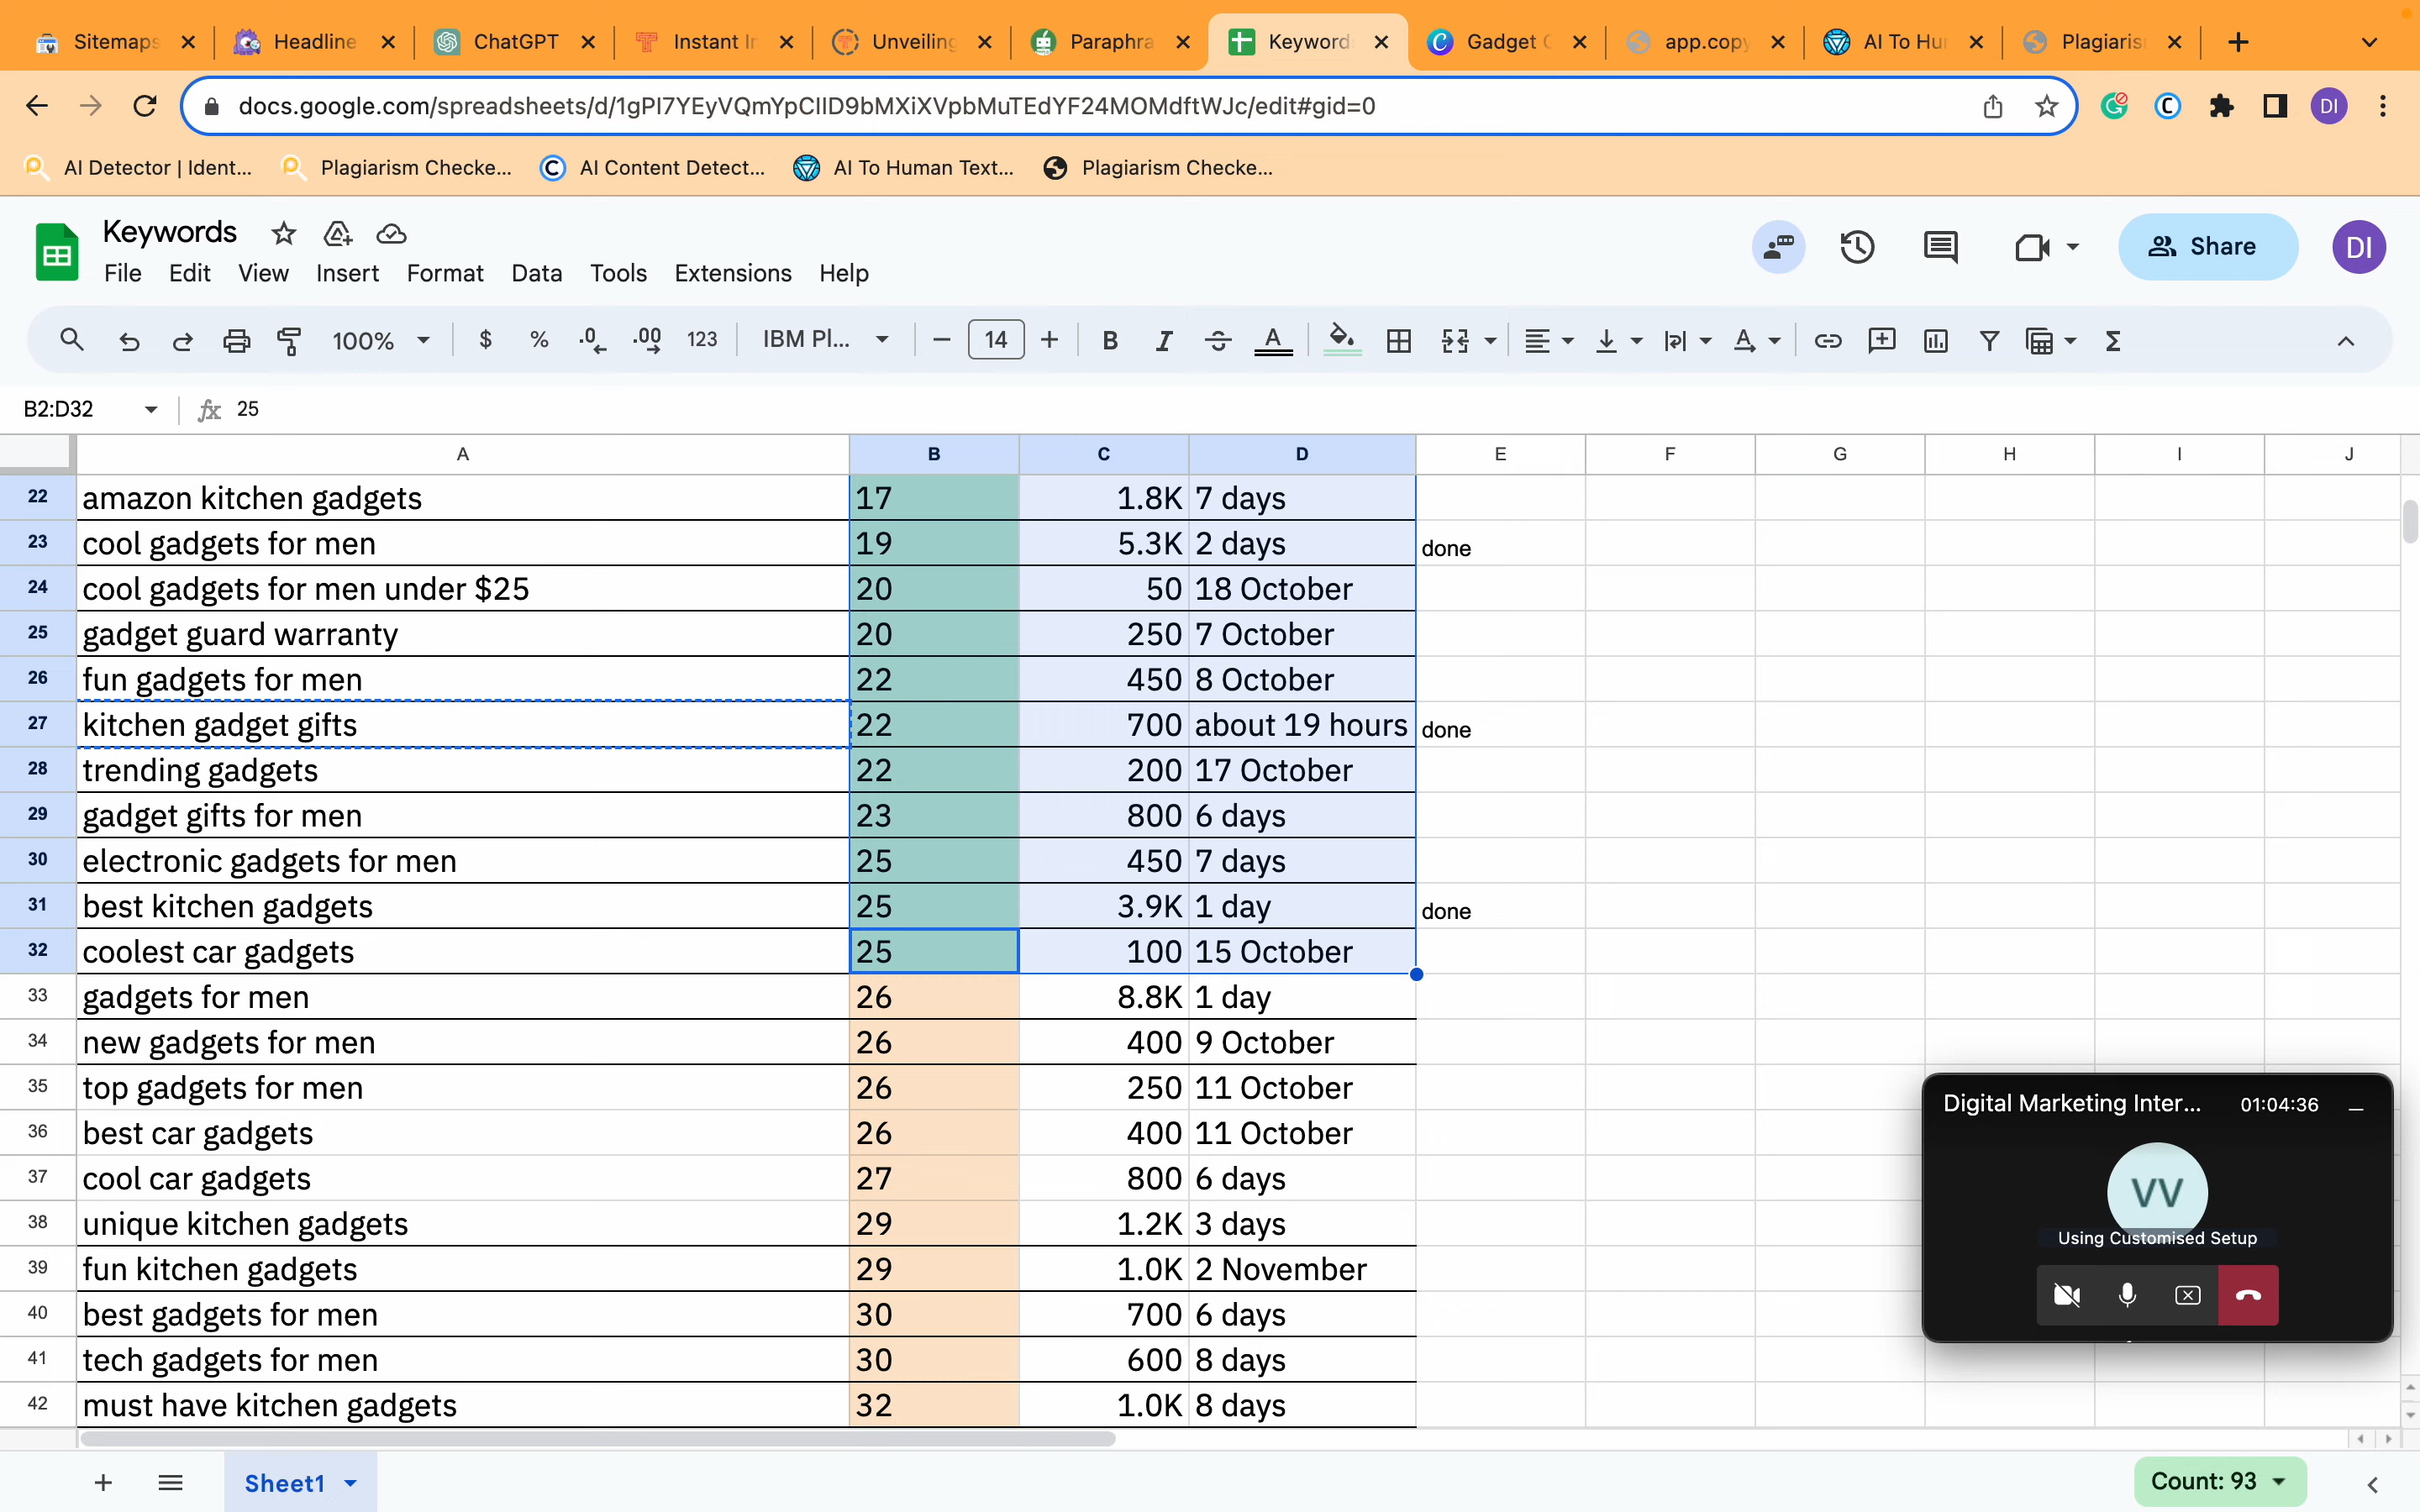 Sitemaps Headline ChatGPT Instant Ir Unveiling Paraphra Keyword Gadget app.copy AI To Hu Plagiaris
docs.google.com/spreadsheets/d/1gPI7YEyVQmYpCIID9bMXiXVpbMuTEdYF24MOMdftWJc/edit#gid=0 DI
AI Detector | Ident... Plagiarism Checke... AI Content Detect... AI To Human Text... Plagiarism Checke...
Keywords
File Edit View Insert Format Data Tools Extensions Help
Share DI
100% $ % .0 .00 123 IBM Pl... 14 B I S A
B2:D32 fx 25
A B C D E F G H I J
22 amazon kitchen gadgets 17 1.8K 7 days
23 cool gadgets for men 19 5.3K 2 days done
24 cool gadgets for men under $25 20 50 18 October
25 gadget guard warranty 20 250 7 October
26 fun gadgets for men 22 450 8 October
27 kitchen gadget gifts 22 700 about 19 hours done
28 trending gadgets 22 200 17 October
29 gadget gifts for men 23 800 6 days
30 electronic gadgets for men 25 450 7 days
31 best kitchen gadgets 25 3.9K 1 day done
32 coolest car gadgets 25 100 15 October
33 gadgets for men 26 8.8K 1 day
34 new gadgets for men 26 400 9 October
35 top gadgets for men 26 250 11 October
36 best car gadgets 26 400 11 October
37 cool car gadgets 27 800 6 days
38 unique kitchen gadgets 29 1.2K 3 days
39 fun kitchen gadgets 29 1.0K 2 November
40 best gadgets for men 30 700 6 days
41 tech gadgets for men 30 600 8 days
42 must have kitchen gadgets 32 1.0K 8 days
Digital Marketing Inter... 01:04:36
VV
Using Customised Setup
Sheet1
Count: 93